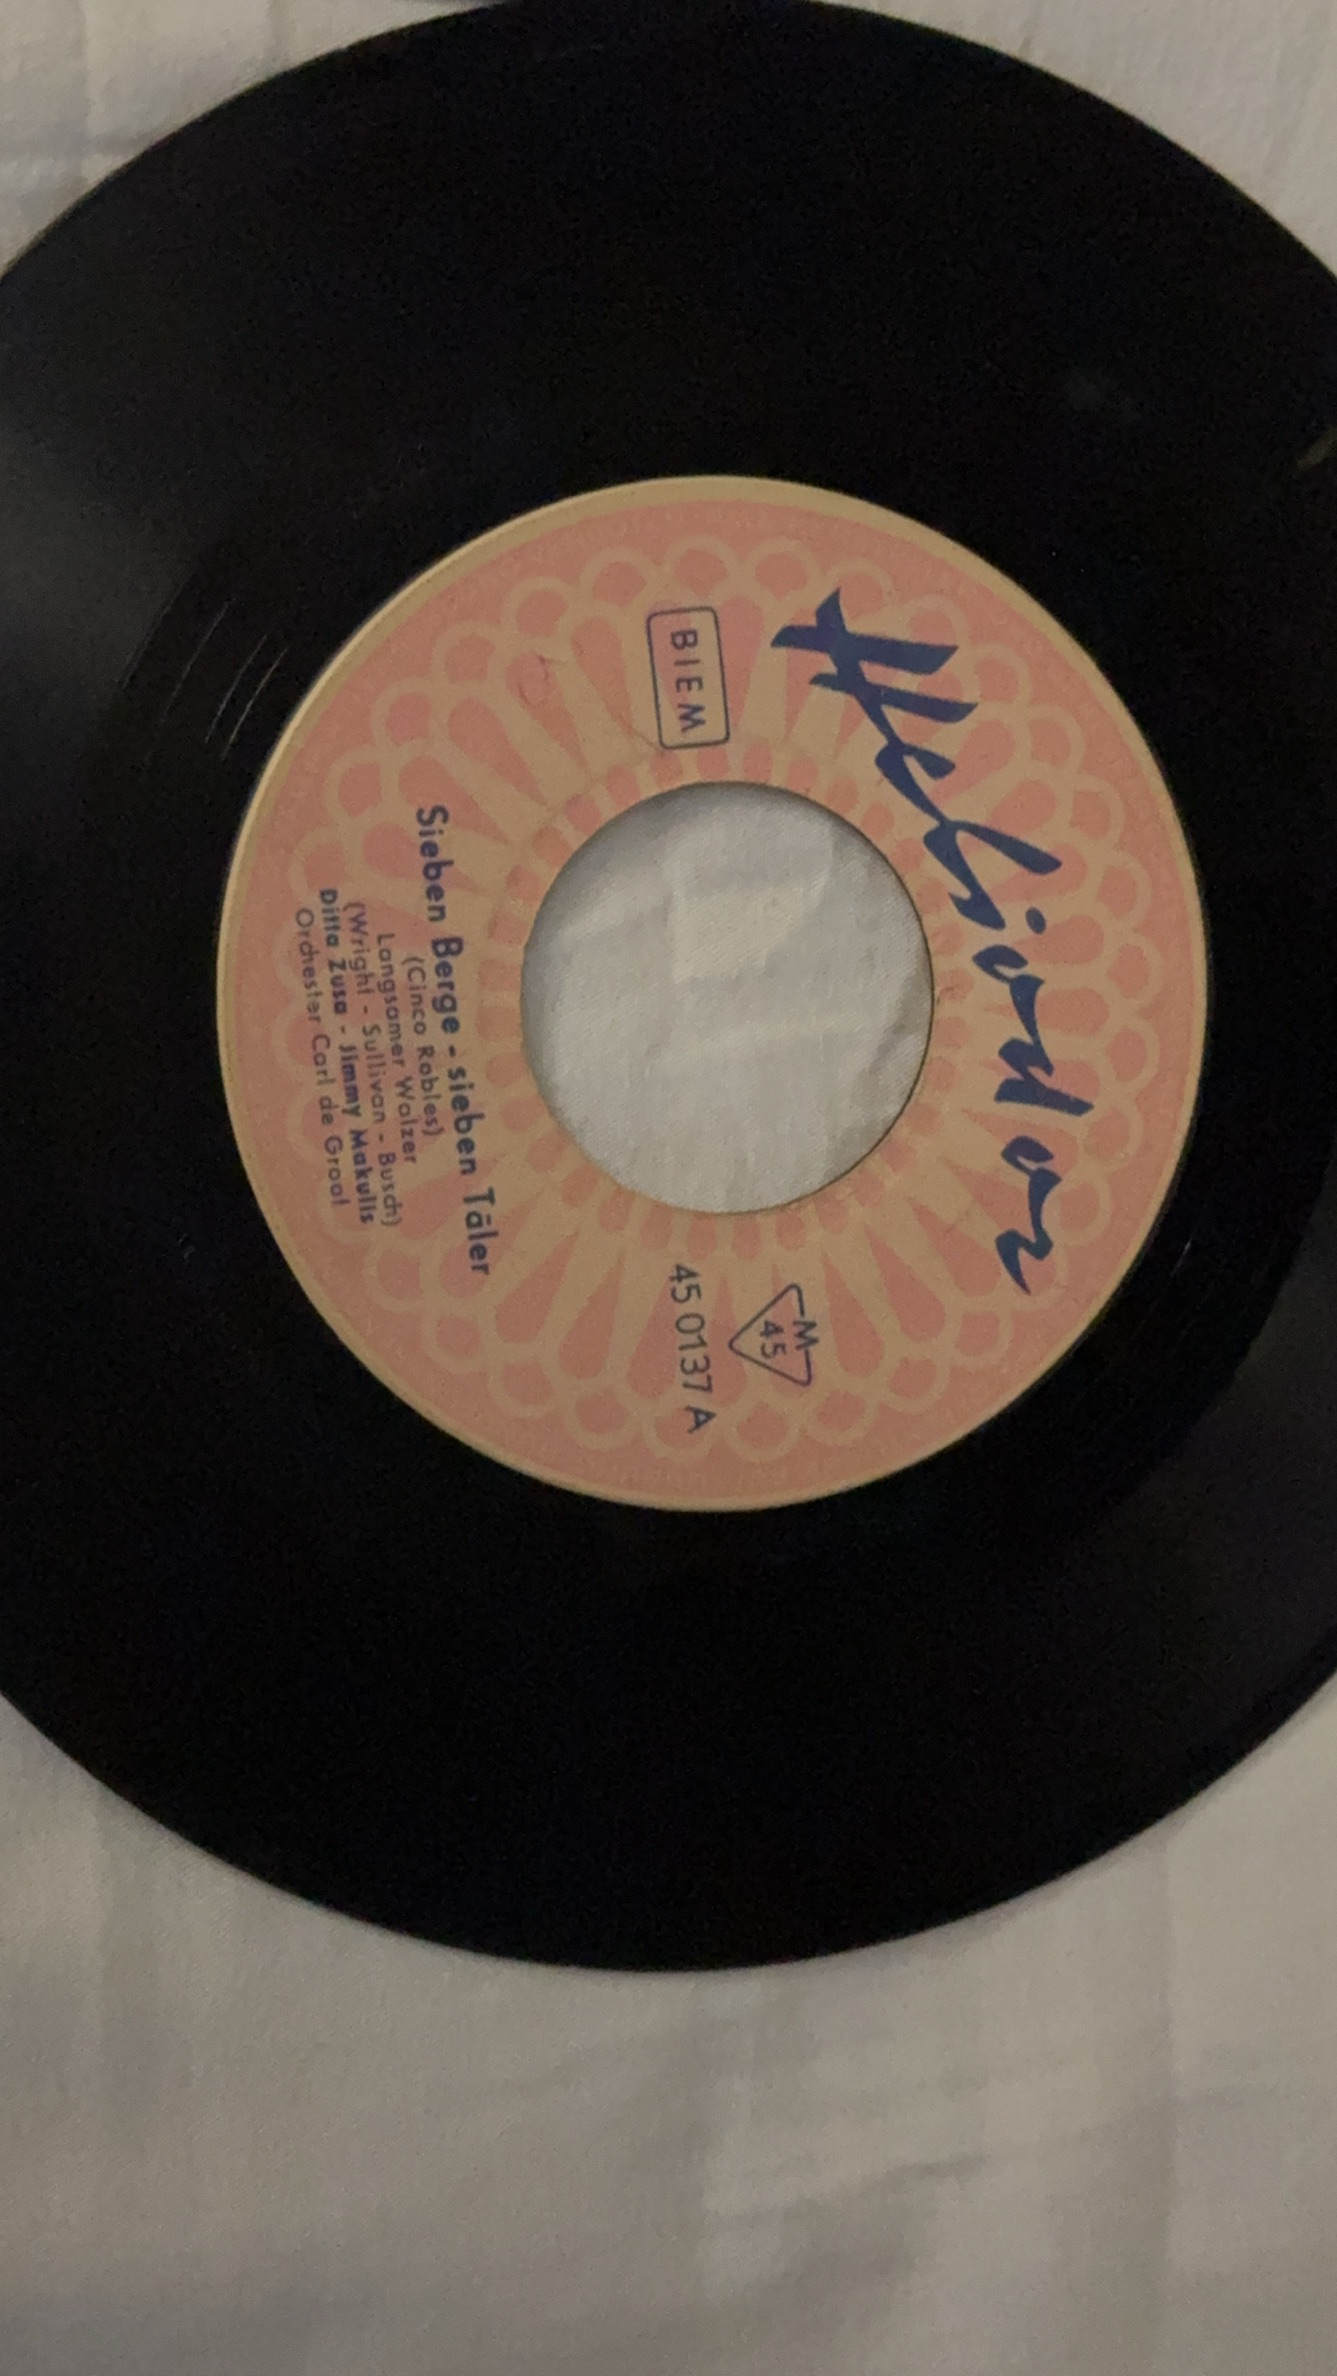 Heliodor
BIEM
M
45
45 0137 A
Sieben Berge - sieben Täler
(Cinco Robles)
Langsamer Walzer
(Wright - Sullivan - Busch)
Ditta Zusa - Jimmy Makulis
Orchester Carl de Groof